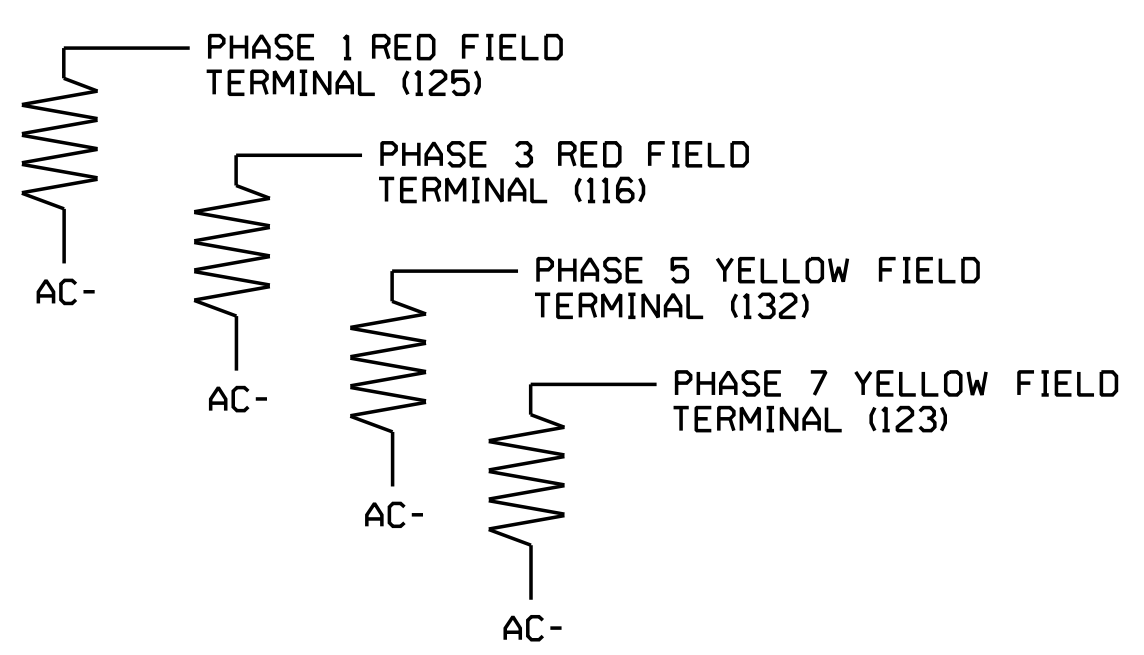 PHASE 1 RED FIELD
TERMINAL (125)
AC-
PHASE 3 RED FIELD
TERMINAL (116)
AC-
PHASE 5 YELLOW FIELD
TERMINAL (132)
AC-
PHASE 7 YELLOW FIELD
TERMINAL (123)
AC-